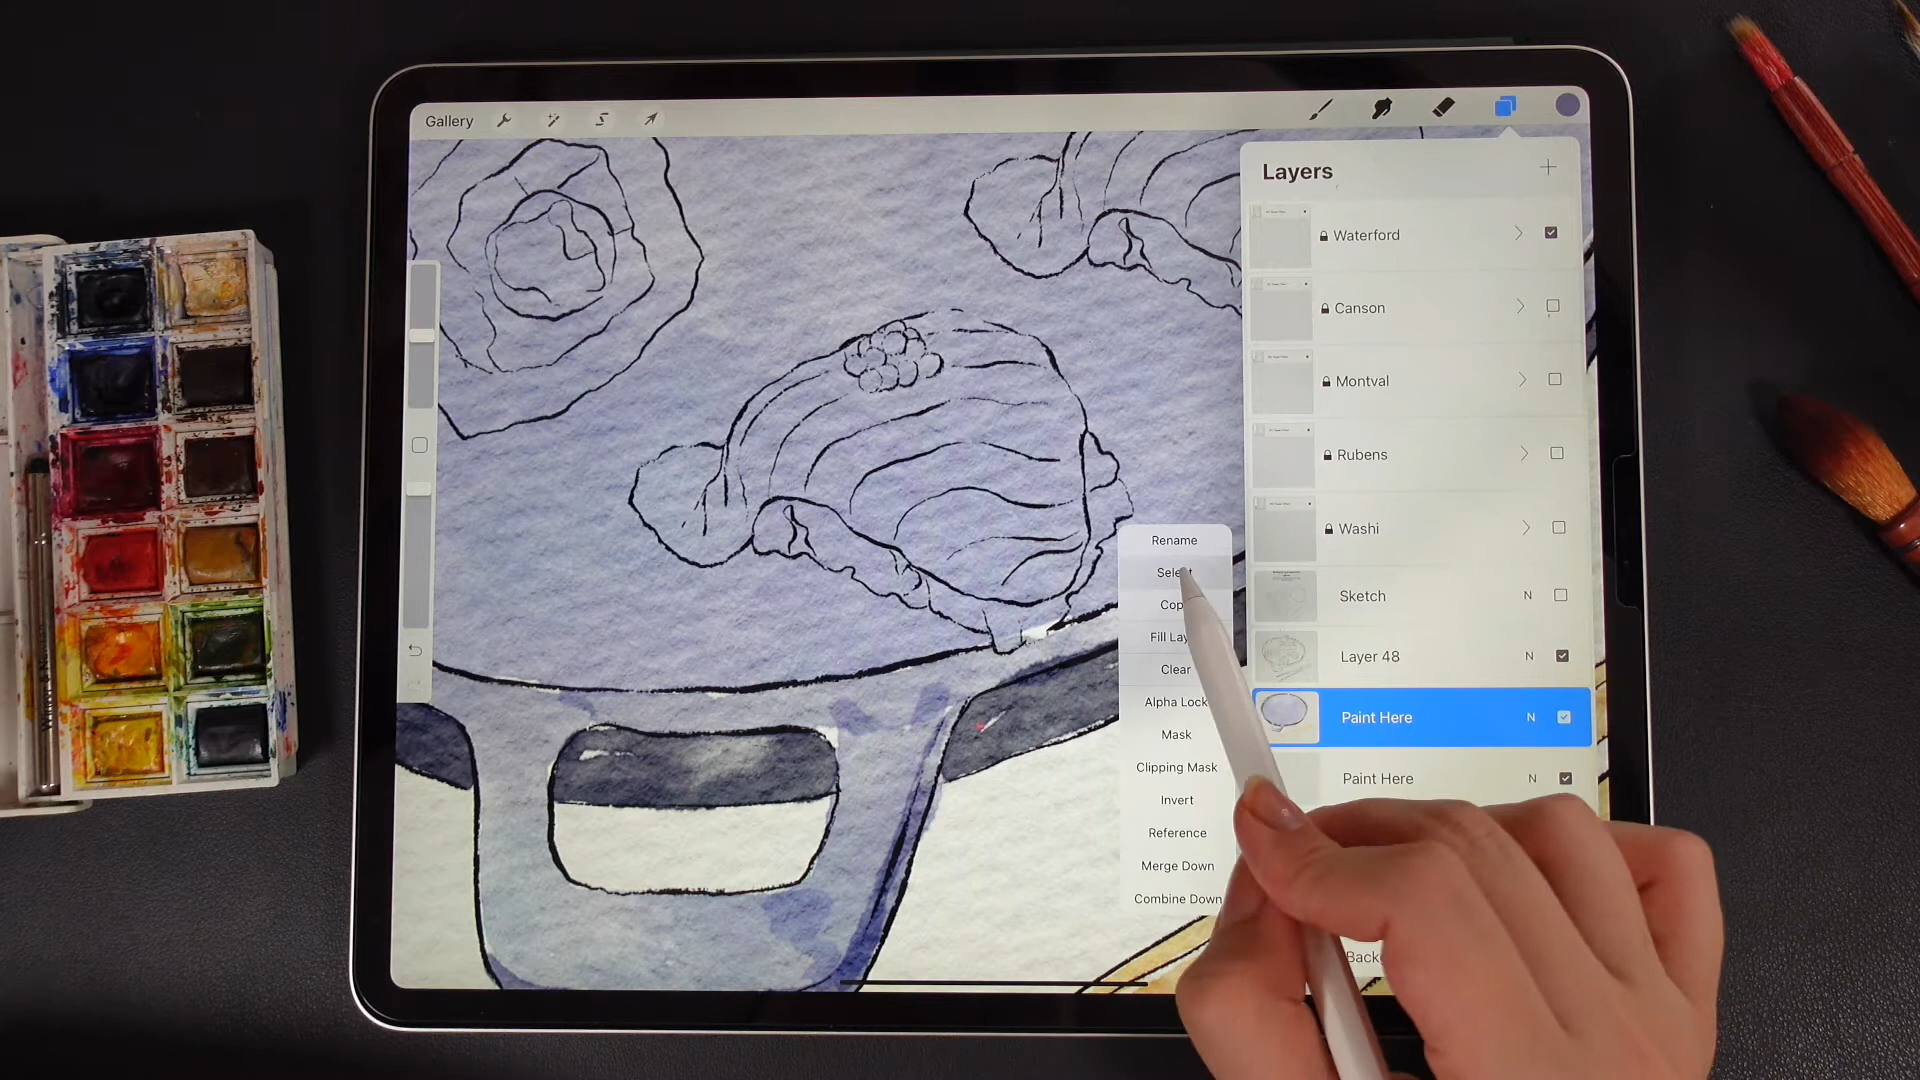 Gallery
Layers
Waterford
Canson
Montval
Rubens
Washi
Sketch N
Layer 48 N
Paint Here N
Paint Here N
Rename
Select
Clear
Alpha Lock
Mask
Clipping Mask
Invert
Reference
Merge Down
Combine Down